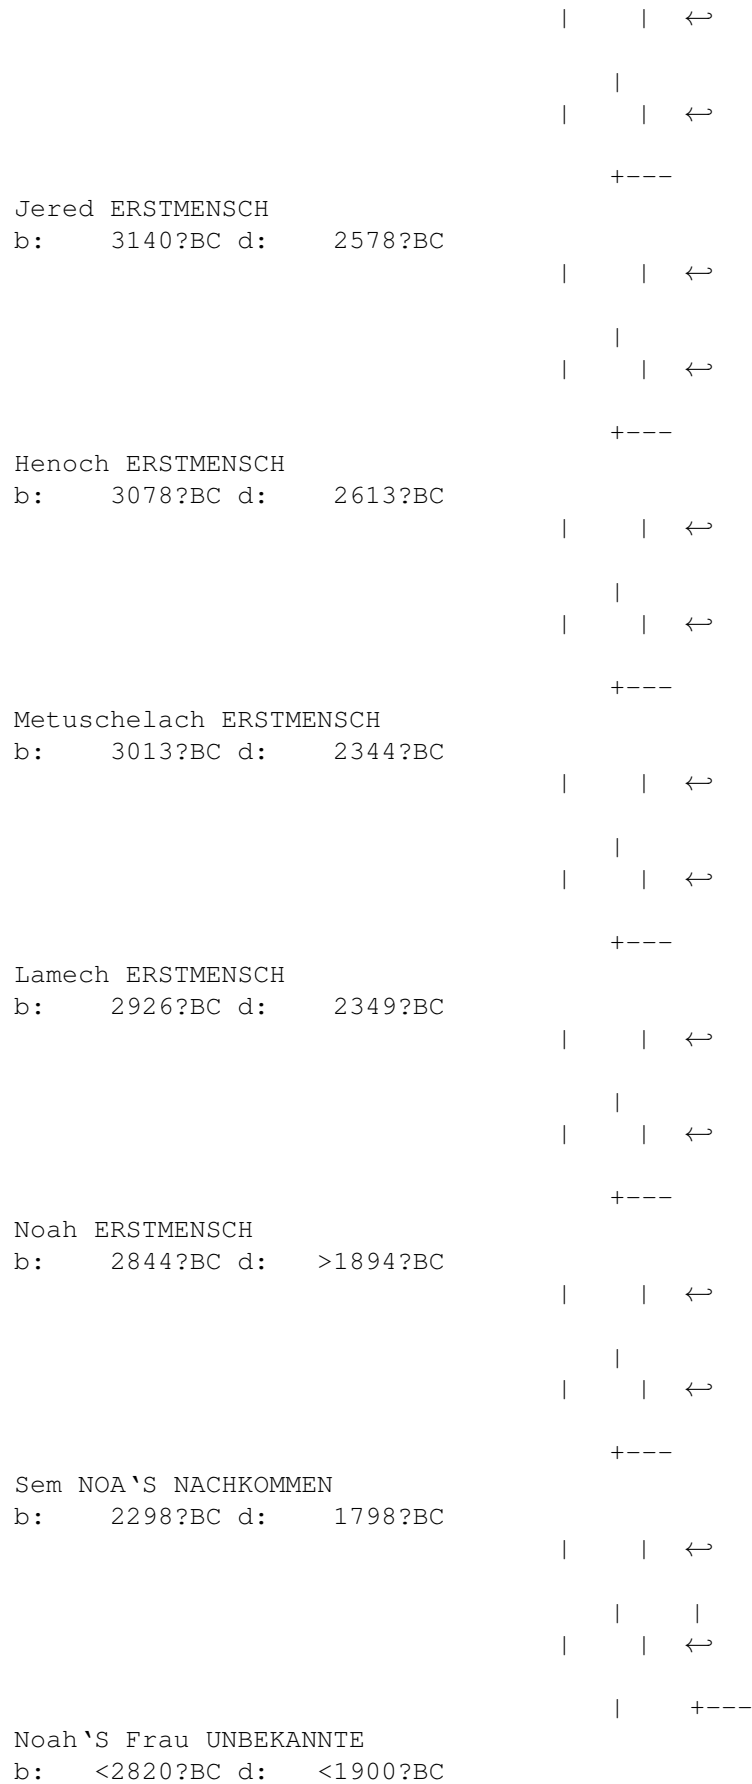 |    |  ↩
|
|    |  ↩
+---
Jered ERSTMENSCH
b:    3140?BC d:    2578?BC
|    |  ↩
|
|    |  ↩
+---
Henoch ERSTMENSCH
b:    3078?BC d:    2613?BC
|    |  ↩
|
|    |  ↩
+---
Metuschelach ERSTMENSCH
b:    3013?BC d:    2344?BC
|    |  ↩
|
|    |  ↩
+---
Lamech ERSTMENSCH
b:    2926?BC d:    2349?BC
|    |  ↩
|
|    |  ↩
+---
Noah ERSTMENSCH
b:    2844?BC d:   >1894?BC
|    |  ↩
|
|    |  ↩
+---
Sem NOA‘S NACHKOMMEN
b:    2298?BC d:    1798?BC
|    |  ↩
|    |
|    |  ↩
|    +---
Noah‘S Frau UNBEKANNTE
b:   <2820?BC d:   <1900?BC